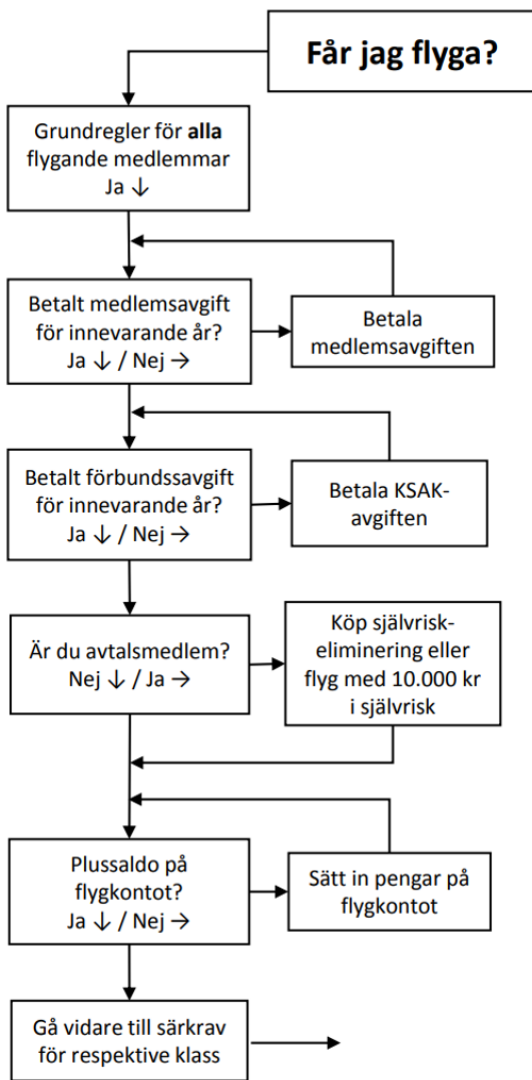 Får jag flyga?
Grundregler för alla
flygande medlemmar
Ja ↓
Betalt medlemsavgift
för innevarande år?
Ja ↓ / Nej →
Betala
medlemsavgiften
Betalt förbundssavgift
för innevarande år?
Ja ↓ / Nej →
Betala KSAK-
avgiften
Är du avtalsmedlem?
Nej ↓ / Ja →
Köp självrisk-
eliminering eller
flyg med 10.000 kr
i självrisk
Plussaldo på
flygkontot?
Ja ↓ / Nej →
Sätt in pengar på
flygkontot
Gå vidare till särkrav
för respektive klass